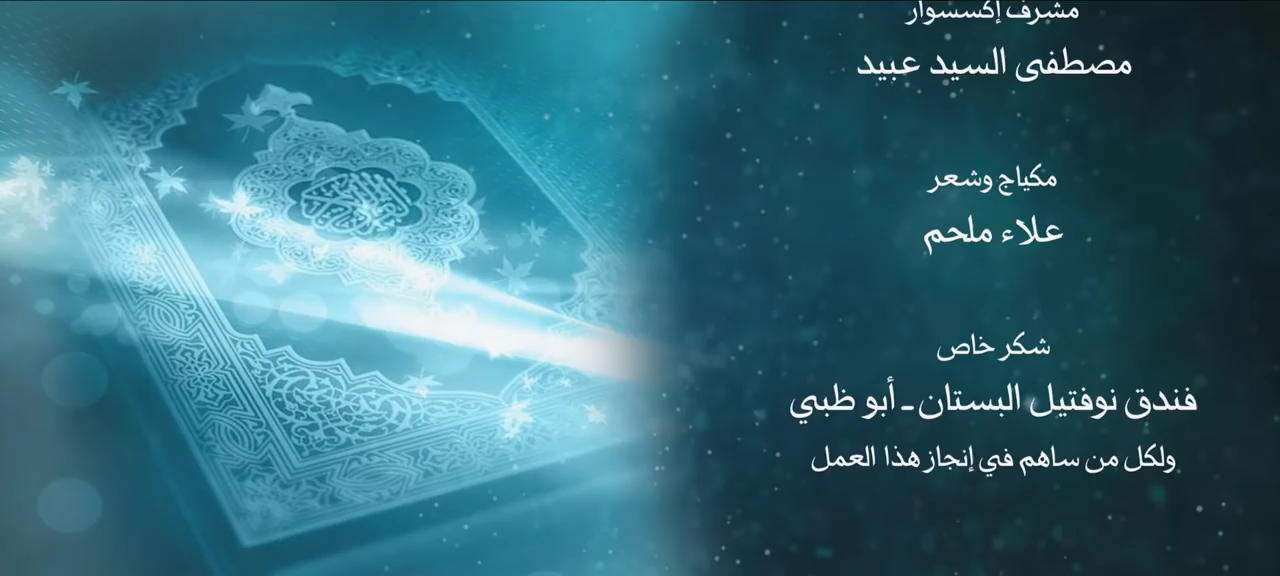 مشرف إكسسوار
مصطفى السيد عبيد
مكياج وشعر
علاء ملحم
شكر خاص
فندق نوفتيل البستان - أبو ظبي
ولكل من ساهم في إنجاز هذا العمل